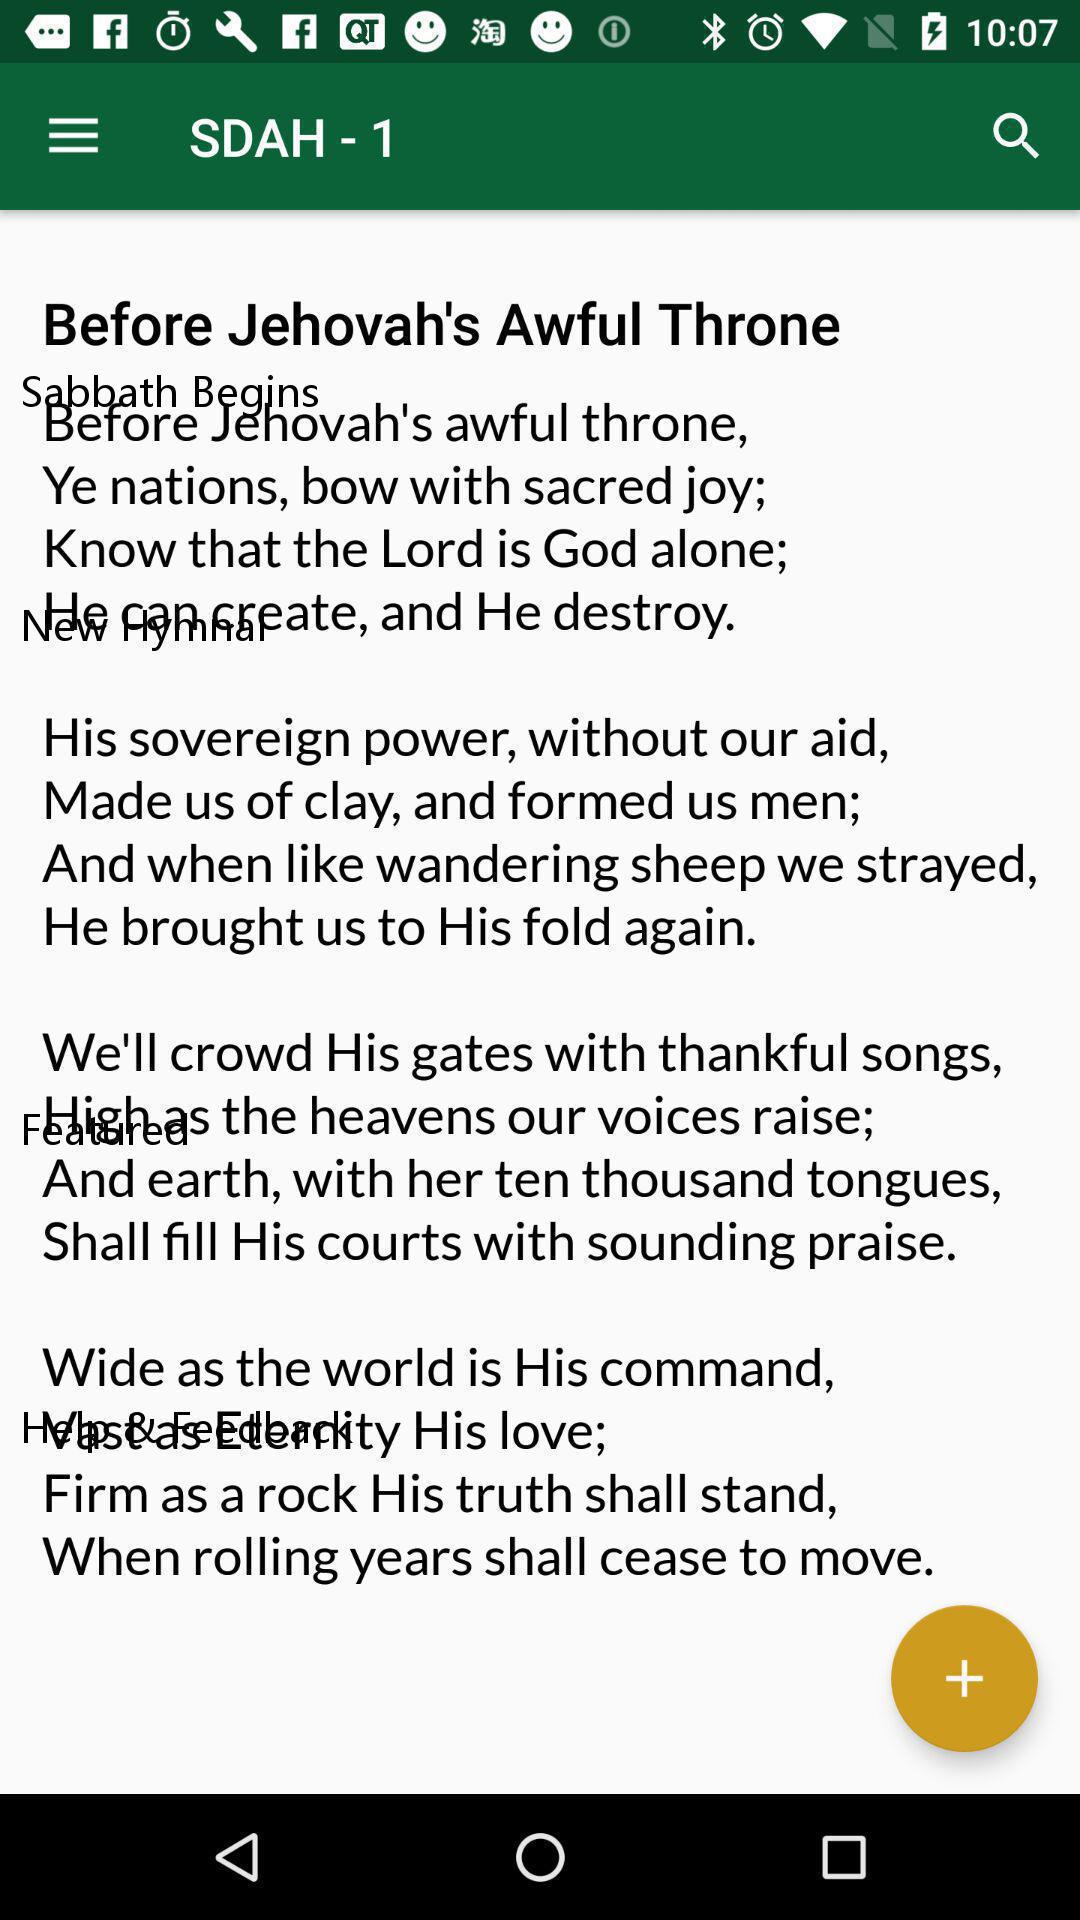 QT 淘 10:07
SDAH - 1
Before Jehovah's Awful Throne
Sabbath Begins
Before Jehovah's awful throne,
Ye nations, bow with sacred joy;
Know that the Lord is God alone;
He can create, and He destroy.
New Hymnal
His sovereign power, without our aid,
Made us of clay, and formed us men;
And when like wandering sheep we strayed,
He brought us to His fold again.
We'll crowd His gates with thankful songs,
High as the heavens our voices raise;
Featured
And earth, with her ten thousand tongues,
Shall fill His courts with sounding praise.
Wide as the world is His command,
Help & Feedback
Vast as Eternity His love;
Firm as a rock His truth shall stand,
When rolling years shall cease to move.